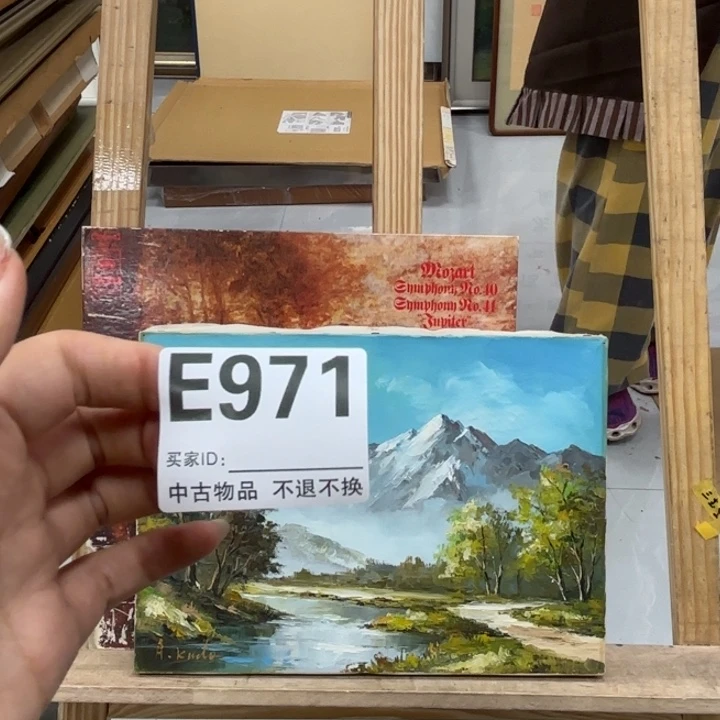 Mozart
Symphony No. 40
Symphony No. 41
Jupiter
E971
买家ID:
中古物品 不退不换
A. Kudo